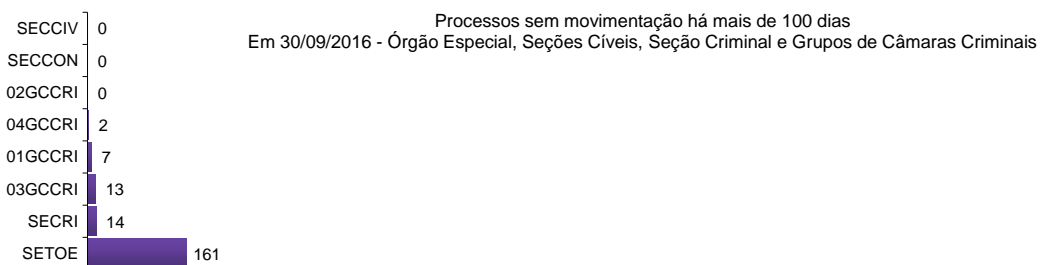 Processos sem movimentação há mais de 100 dias
Em 30/09/2016 - Órgão Especial, Seções Cíveis, Seção Criminal e Grupos de Câmaras Criminais
SECCIV 0
SECCON 0
02GCCRI 0
04GCCRI 2
01GCCRI 7
03GCCRI 13
SECRI 14
SETOE 161